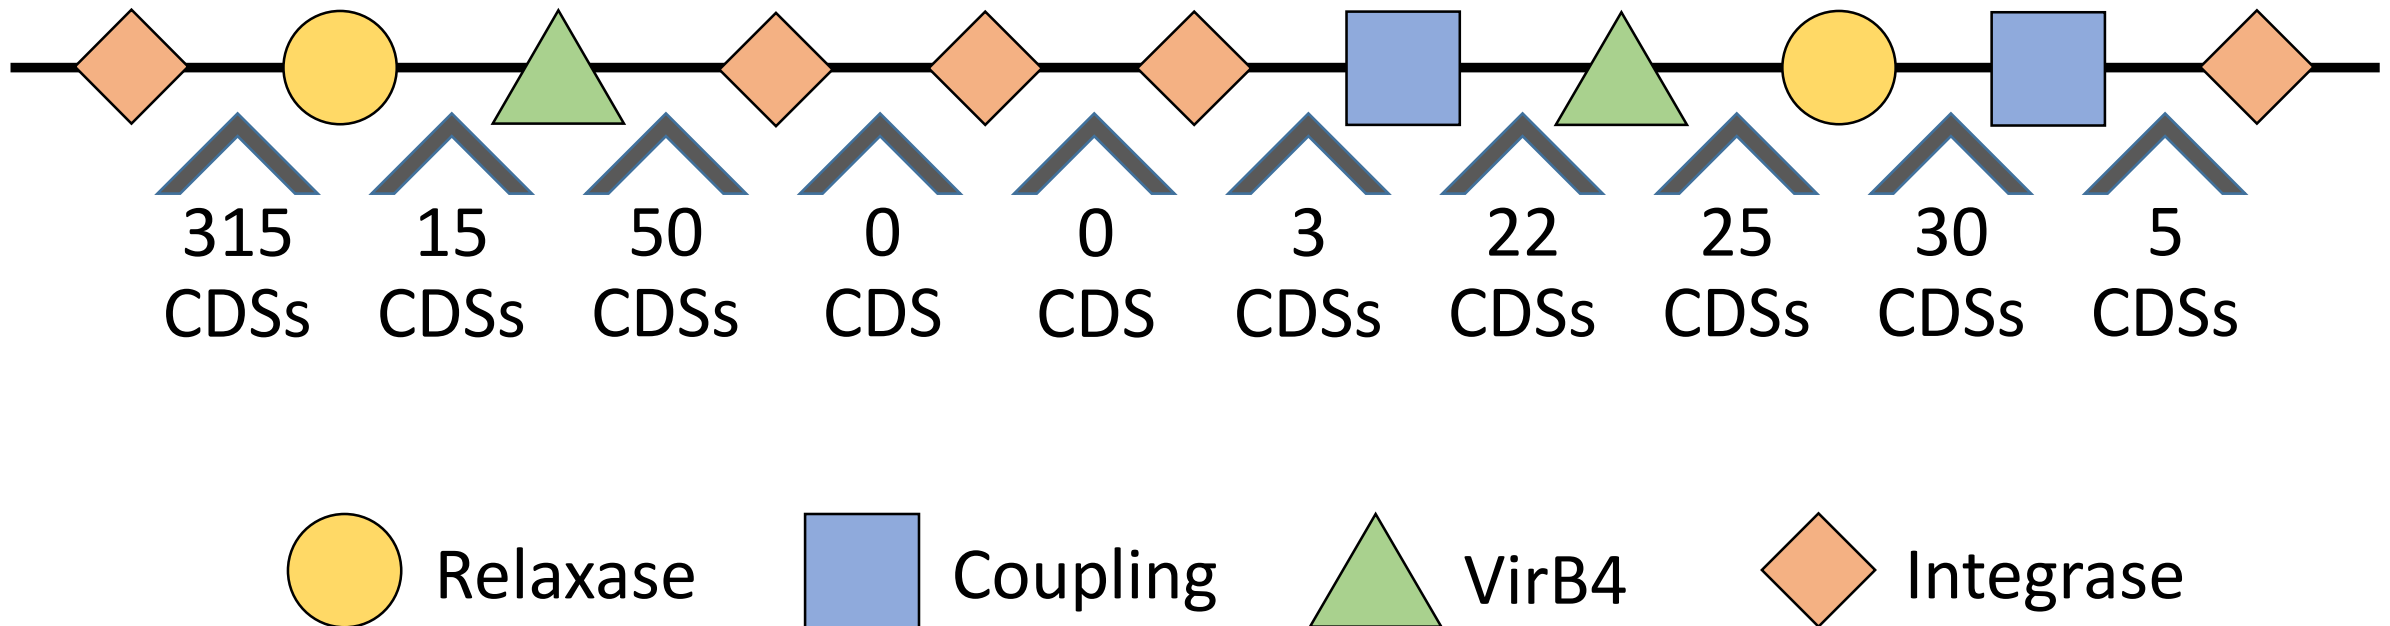 315 15 50 0 0 3 22 25 30 5
CDSs CDSs CDSs CDS CDS CDSs CDSs CDSs CDSs CDSs
Relaxase Coupling VirB4 Integrase